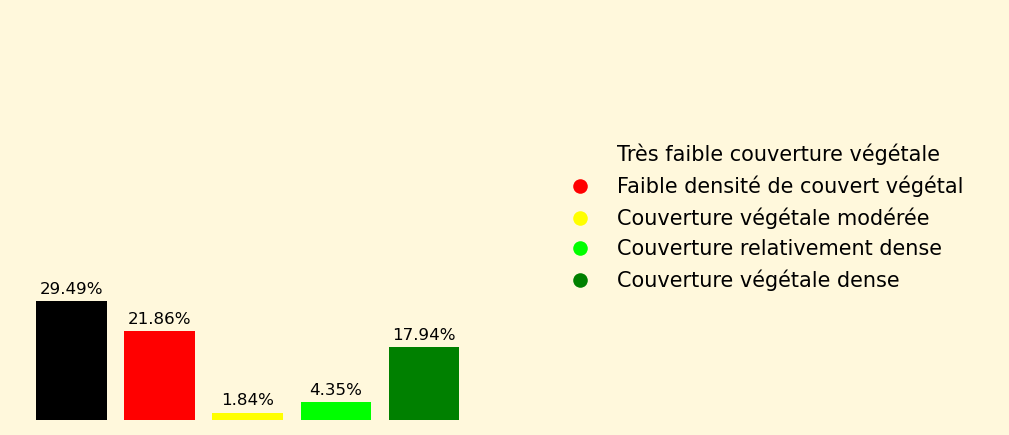 29.49%
21.86%
1.84%
4.35%
17.94%
Très faible couverture végétale
Faible densité de couvert végétal
Couverture végétale modérée
Couverture relativement dense
Couverture végétale dense